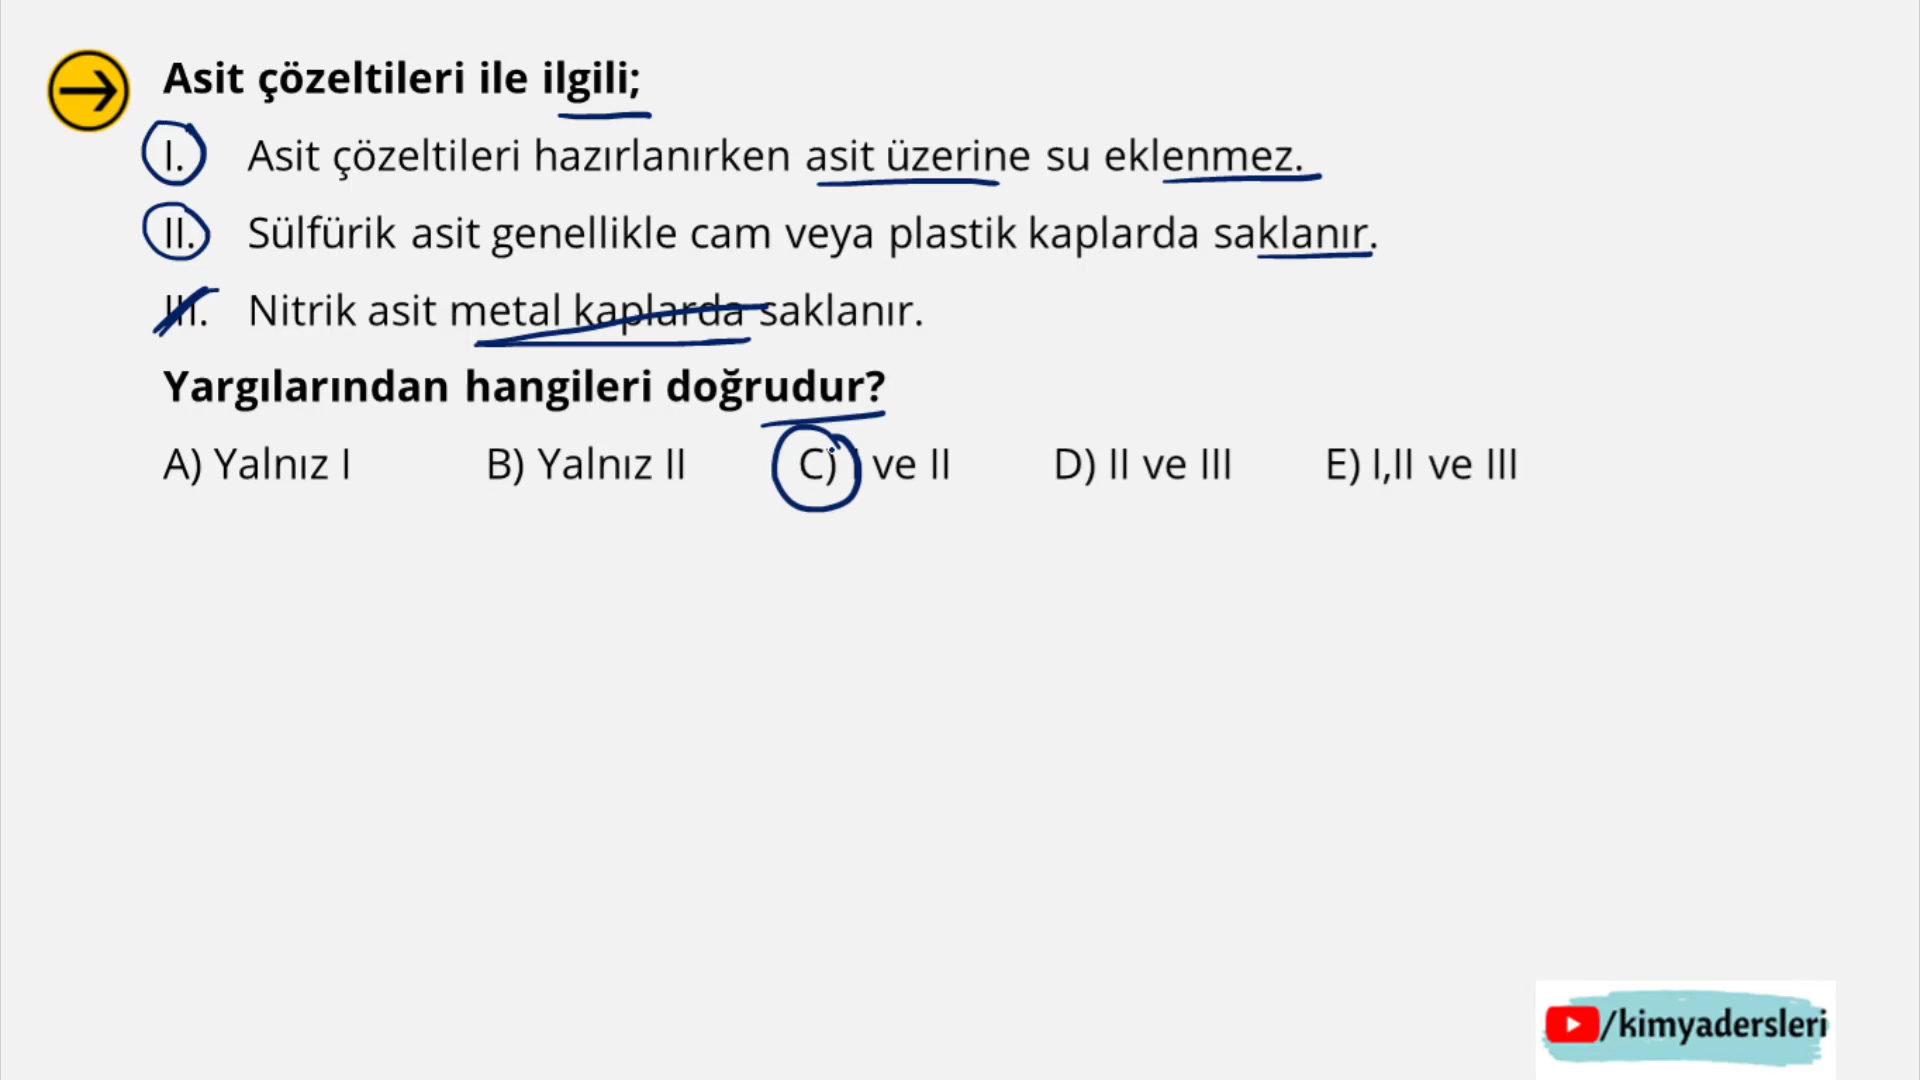 Asit çözeltileri ile ilgili;
I. Asit çözeltileri hazırlanırken asit üzerine su eklenmez.
II. Sülfürik asit genellikle cam veya plastik kaplarda saklanır.
III. Nitrik asit metal kaplarda saklanır.
Yargılarından hangileri doğrudur?
A) Yalnız I B) Yalnız II C) I ve II D) II ve III E) I,II ve III
/kimyadersleri